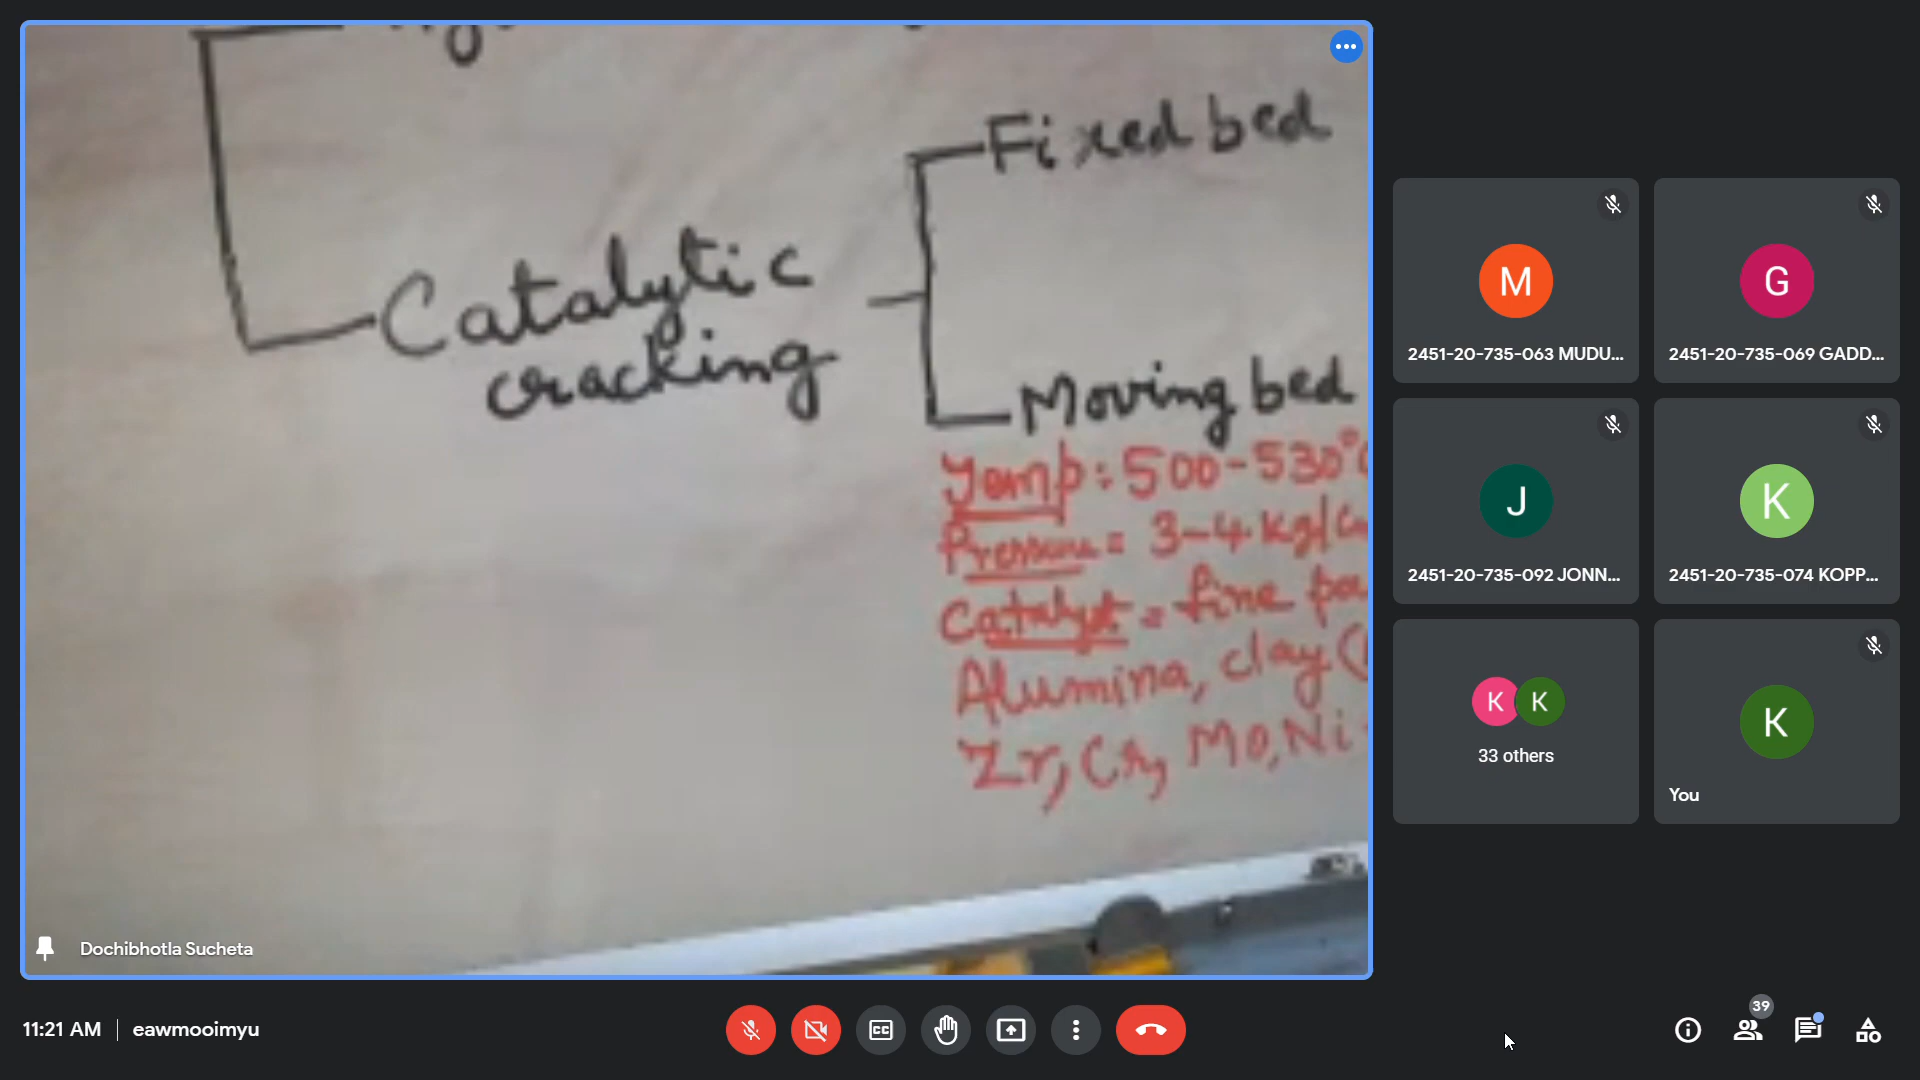 Fixed bed
Catalytic
cracking
Moving bed
Temp: 500-530°C
Pressure = 3-4 kg/
Catalyst = fine
Alumina, clay (
Zr, Cr, Mo, Ni
Dochibhotla Sucheta
2451-20-735-063 MUDU...
2451-20-735-069 GADD...
2451-20-735-092 JONN...
2451-20-735-074 KOPP...
33 others
You
M
G
J
K
K K
K
11:21 AM | eawmooimyu
CC
39